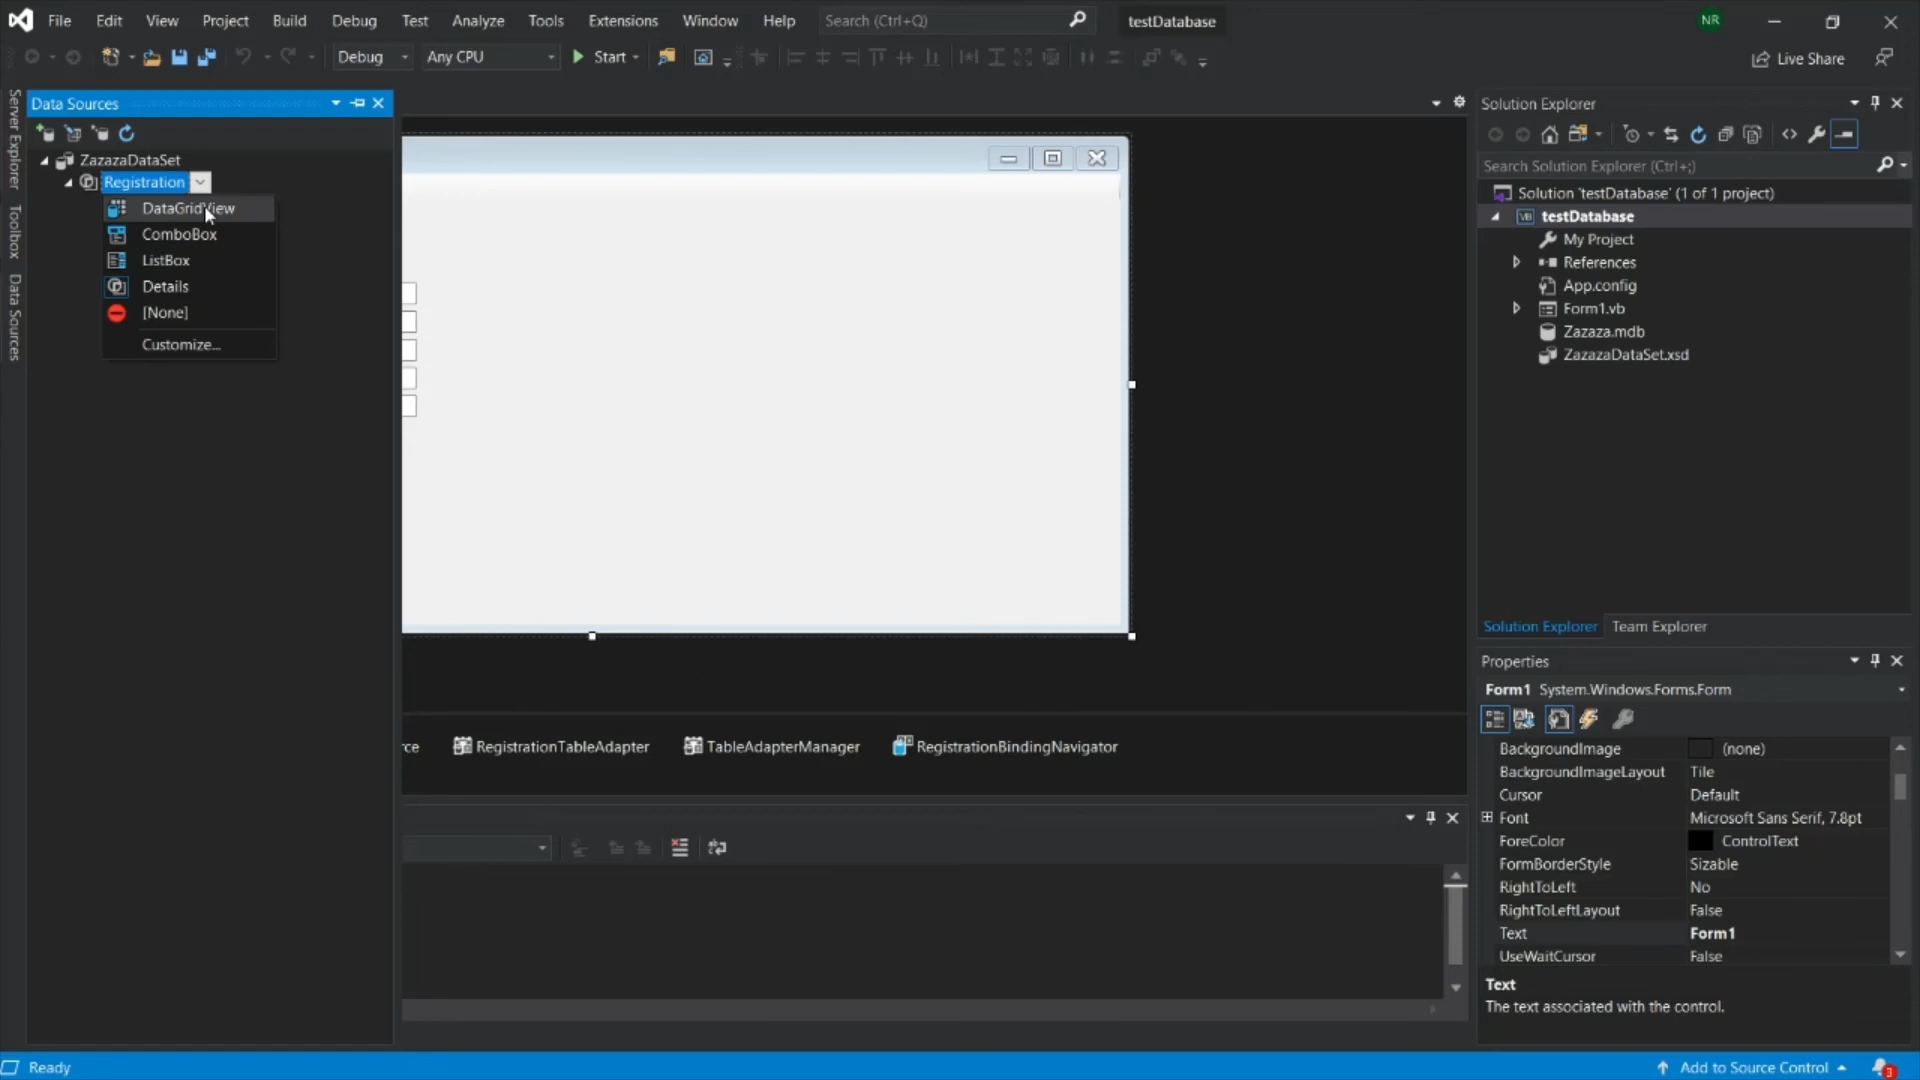 File Edit View Project Build Debug Test Analyze Tools Extensions Window Help Search (Ctrl+Q) testDatabase NR
Debug Any CPU Start Live Share
Server Explorer
Toolbox
Data Sources
Data Sources
ZazazaDataSet
Registration
DataGridView
ComboBox
ListBox
Details
[None]
Customize...
rce RegistrationTableAdapter TableAdapterManager RegistrationBindingNavigator
Solution Explorer
Search Solution Explorer (Ctrl+;)
Solution 'testDatabase' (1 of 1 project)
VB testDatabase
My Project
References
App.config
Form1.vb
Zazaza.mdb
ZazazaDataSet.xsd
Solution Explorer Team Explorer
Properties
Form1 System.Windows.Forms.Form
BackgroundImage (none)
BackgroundImageLayout Tile
Cursor Default
Font Microsoft Sans Serif, 7.8pt
ForeColor ControlText
FormBorderStyle Sizable
RightToLeft No
RightToLeftLayout False
Text Form1
UseWaitCursor False
Text
The text associated with the control.
Ready Add to Source Control 3